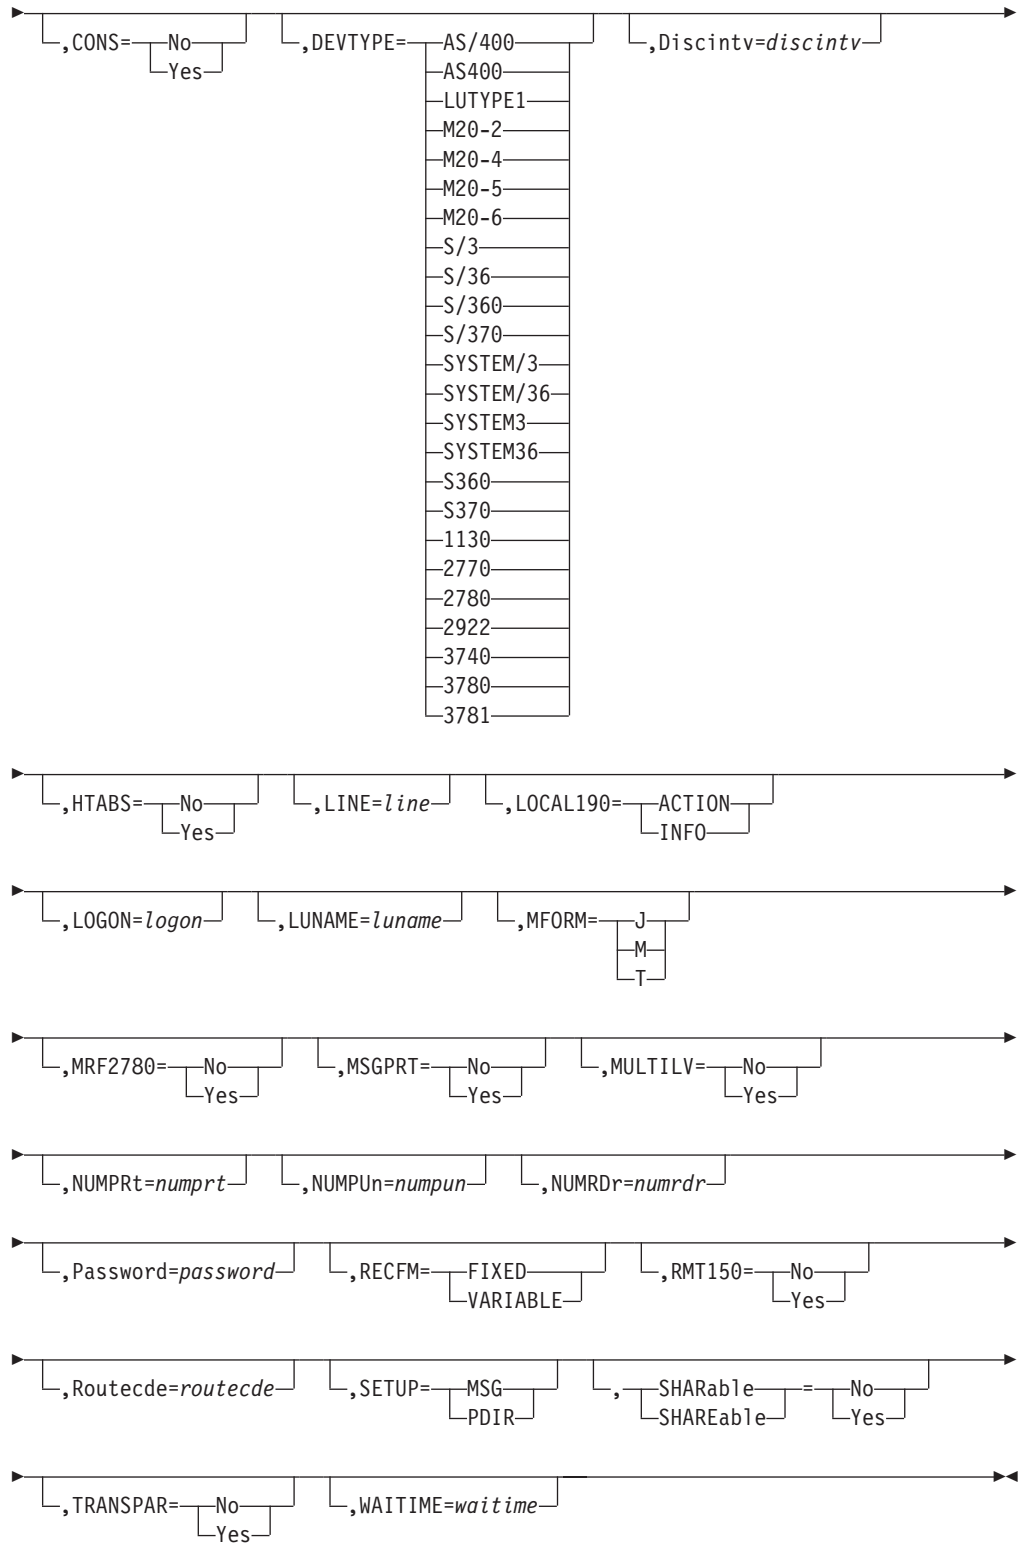 ,CONS= No ,DEVTYPE= AS/400 ,Discintv=discintv
Yes AS400
LUTYPE1
M20-2
M20-4
M20-5
M20-6
S/3
S/36
S/360
S/370
SYSTEM/3
SYSTEM/36
SYSTEM3
SYSTEM36
S360
S370
1130
2770
2780
2922
3740
3780
3781
,HTABS= No ,LINE=line ,LOCAL190= ACTION
Yes INFO
,LOGON=logon ,LUNAME=luname ,MFORM= J
M
T
,MRF2780= No ,MSGPRT= No ,MULTILV= No
Yes Yes Yes
,NUMPRt=numprt ,NUMPUn=numpun ,NUMRDr=numrdr
,Password=password ,RECFM= FIXED ,RMT150= No
VARIABLE Yes
,Routecde=routecde ,SETUP= MSG , SHARable = No
PDIR SHAREable Yes
,TRANSPAR= No ,WAITIME=waitime
Yes